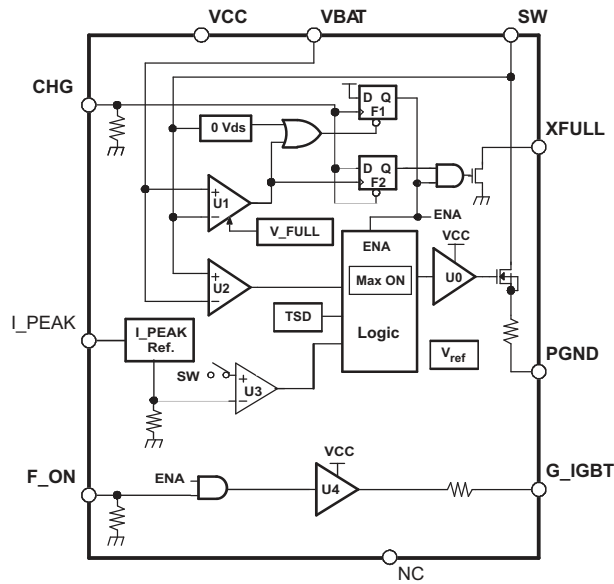 VCC VBAT SW
CHG
D Q
F1
XFULL
0 Vds
D Q
F2
+
U1
−
V_FULL
ENA
ENA
VCC
Max ON
U0
+
U2
−
I_PEAK
I_PEAK
Ref.
TSD
Logic
Vref
SW
+
U3
−
PGND
F_ON
ENA
VCC
U4
G_IGBT
NC